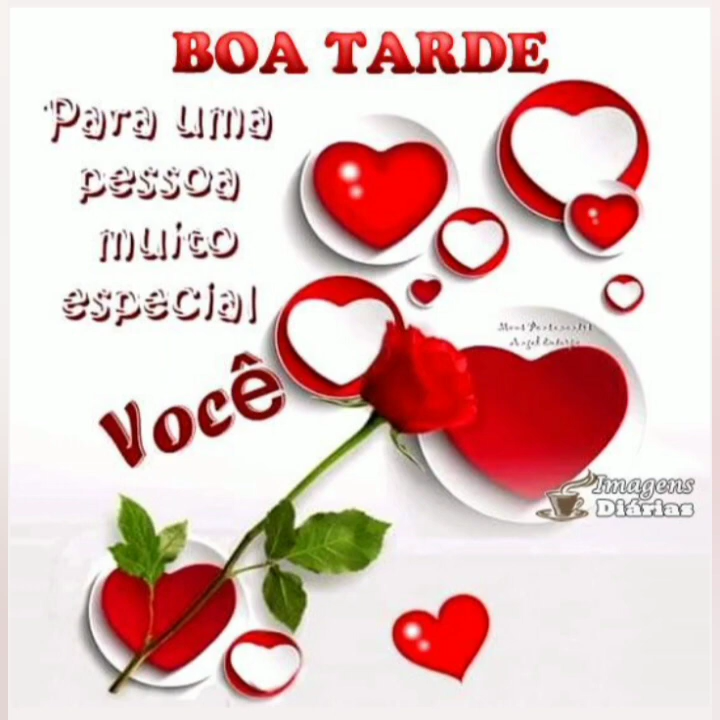 BOA TARDE
Para uma
pessoa
muito
especial
Você
Imagens
Diárias